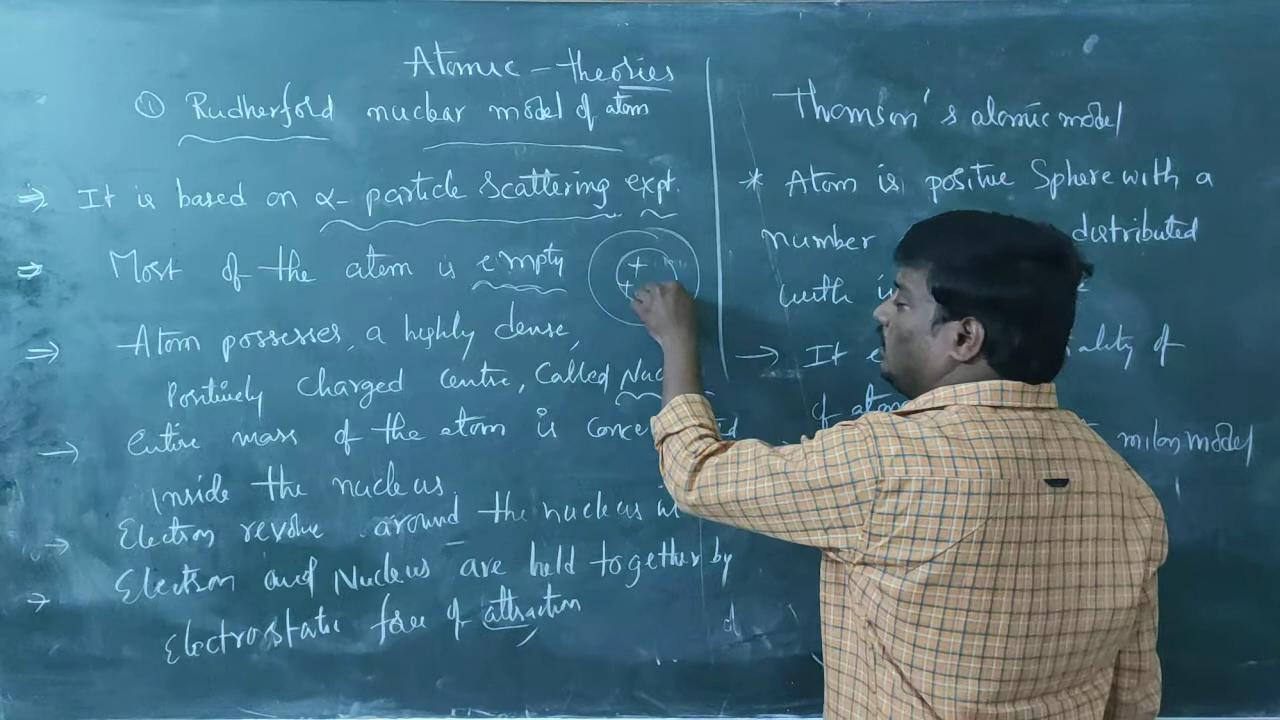 Atomic - theories
① Rudherford nuclear model of atom
⇒ It is based on α- particle scattering expt.
⇒ Most of the atom is empty
⇒ Atom possesses, a highly dense,
Positively charged centre, Called
→ Entire mass of the atom is
Inside the nucleus,
→ Electron revolve around the nucleus
→ Electron and Nucleus are held together by
Electrostatic force of attraction
+
+
Thomson's atomic model
* Atom is positive Sphere with a
number distributed
with
→ It of
of atom
model